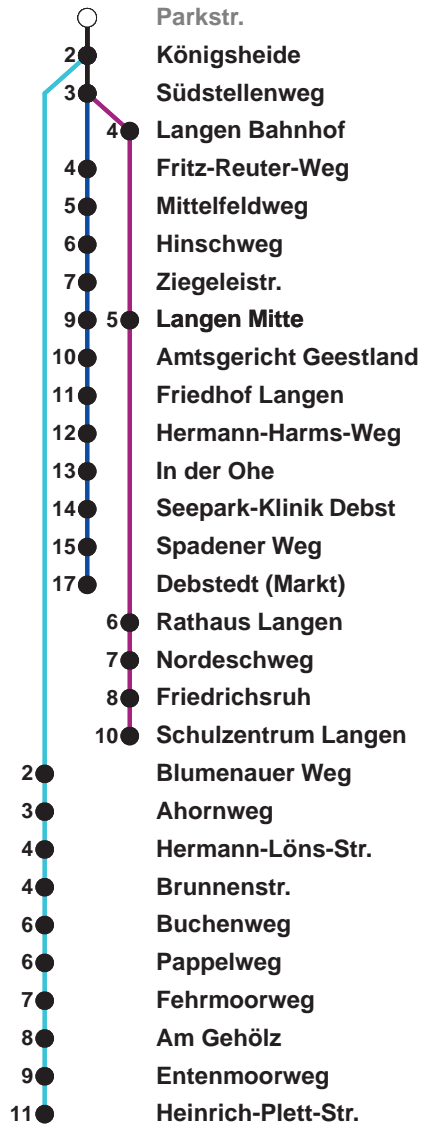 Parkstr.
2 Königsheide
3 Südstellenweg
4 Langen Bahnhof
4 Fritz-Reuter-Weg
5 Mittelfeldweg
6 Hinschweg
7 Ziegeleistr.
9 5 Langen Mitte
10 Amtsgericht Geestland
11 Friedhof Langen
12 Hermann-Harms-Weg
13 In der Ohe
14 Seepark-Klinik Debst
15 Spadener Weg
17 Debstedt (Markt)
6 Rathaus Langen
7 Nordeschweg
8 Friedrichsruh
10 Schulzentrum Langen
2 Blumenauer Weg
3 Ahornweg
4 Hermann-Löns-Str.
4 Brunnenstr.
6 Buchenweg
6 Pappelweg
7 Fehrmoorweg
8 Am Gehölz
9 Entenmoorweg
11 Heinrich-Plett-Str.